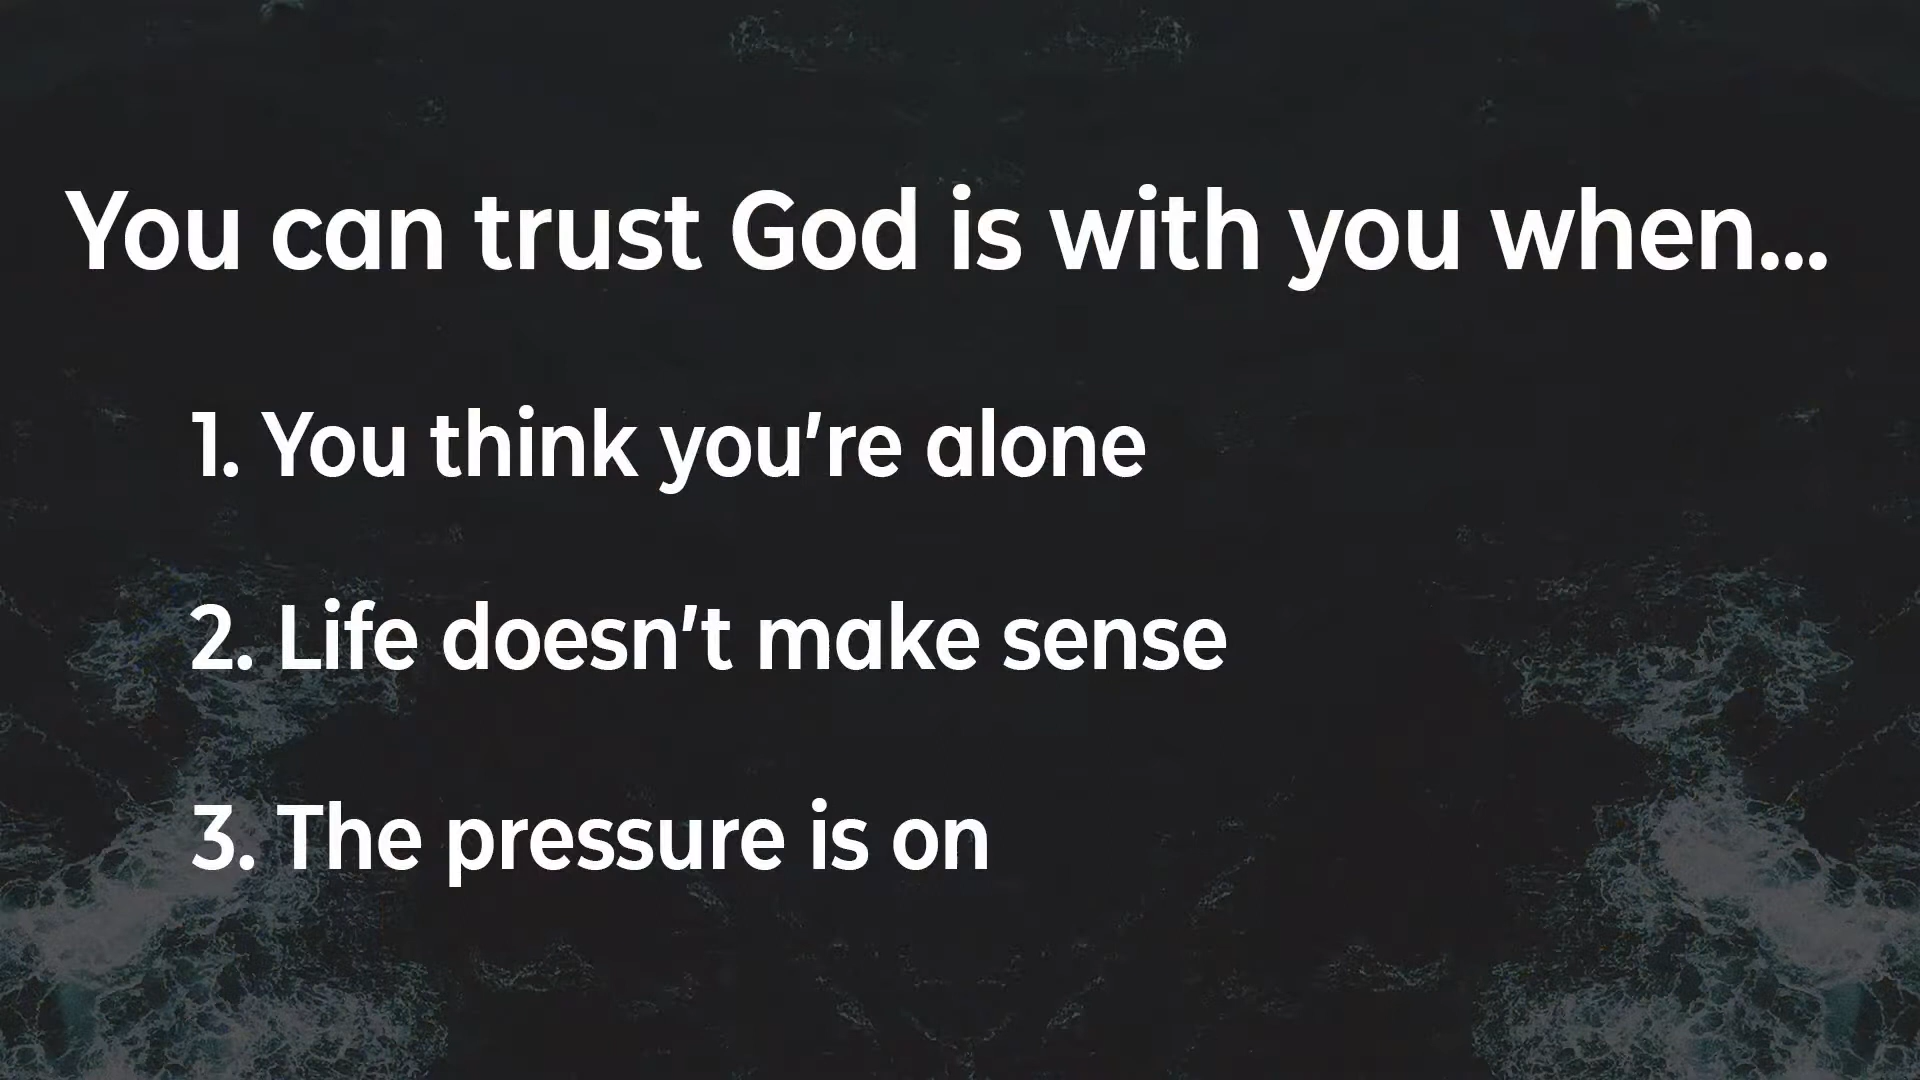 You can trust God is with you when...
1. You think you're alone
2. Life doesn't make sense
3. The pressure is on